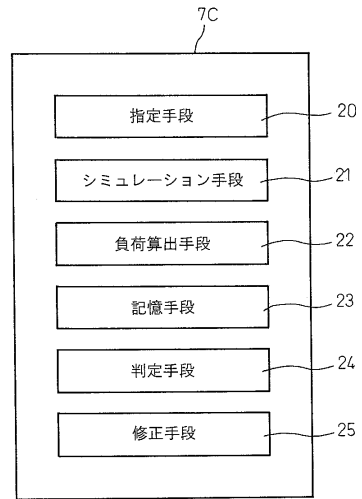 7C
指定手段 20
シミュレーション手段 21
負荷算出手段 22
記憶手段 23
判定手段 24
修正手段 25